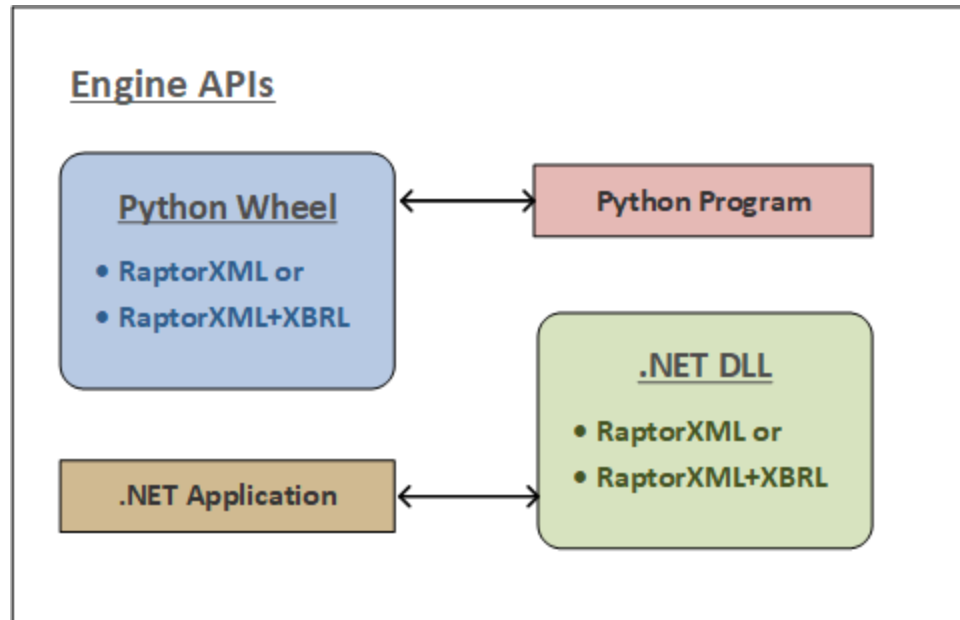 Engine APIs
Python Wheel
• RaptorXML or
• RaptorXML+XBRL
Python Program
.NET DLL
• RaptorXML or
• RaptorXML+XBRL
.NET Application